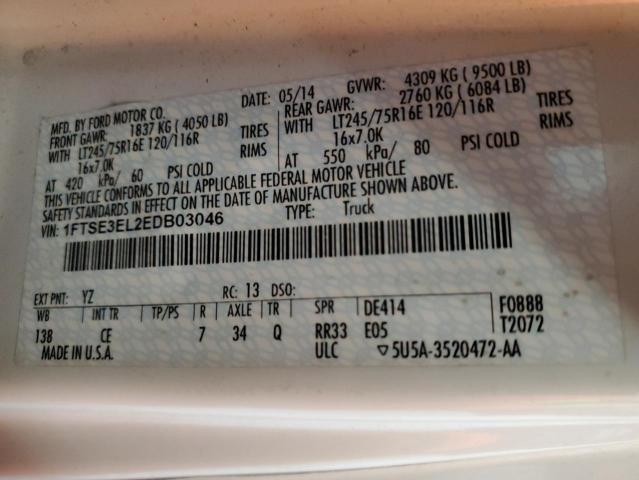 MFD. BY FORD MOTOR CO. DATE: 05/14 GVWR: 4309 KG ( 9500 LB)
FRONT GAWR: 1837 KG ( 4050 LB) REAR GAWR: 2760 KG ( 6084 LB)
WITH LT245/75R16E 120/116R TIRES WITH LT245/75R16E 120/116R TIRES
16x7.0K RIMS 16x7.0K RIMS
AT 420 kPa/ 60 PSI COLD AT 550 kPa/ 80 PSI COLD
THIS VEHICLE CONFORMS TO ALL APPLICABLE FEDERAL MOTOR VEHICLE
SAFETY STANDARDS IN EFFECT ON THE DATE OF MANUFACTURE SHOWN ABOVE.
VIN: 1FTSE3EL2EDB03046 TYPE: Truck
EXT PNT: YZ RC: 13 DSO:
WB INT TR TP/PS R AXLE TR SPR DE414 F0888
138 CE 7 34 Q RR33 E05 T2072
MADE IN U.S.A. ULC ▽5U5A-3520472-AA